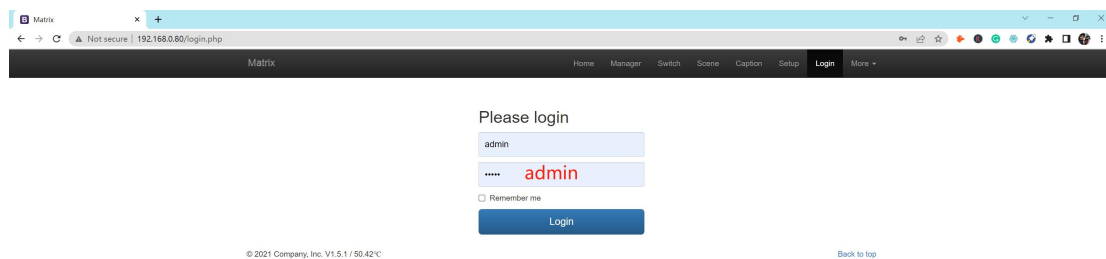 Matrix
Not secure | 192.168.0.80/login.php
Matrix Home Manager Switch Scene Caption Setup Login More
Please login
admin
••••• admin
Remember me
Login
© 2021 Company, Inc. V1.5.1 / 50.42℃ Back to top